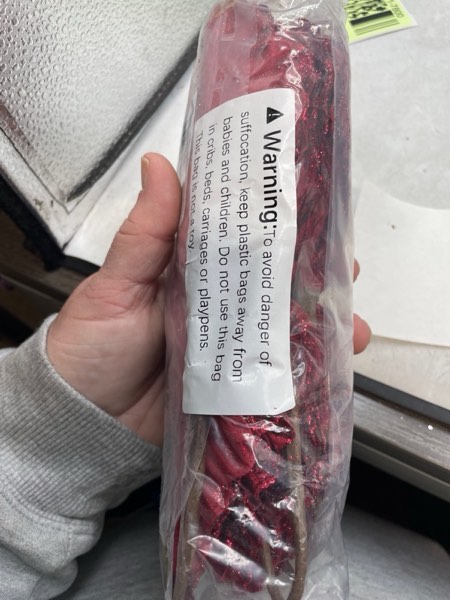 ⚠ Warning:To avoid danger of
suffocation, keep plastic bags away from
babies and children. Do not use this bag
in cribs, beds, carriages or playpens.
This bag is not a toy